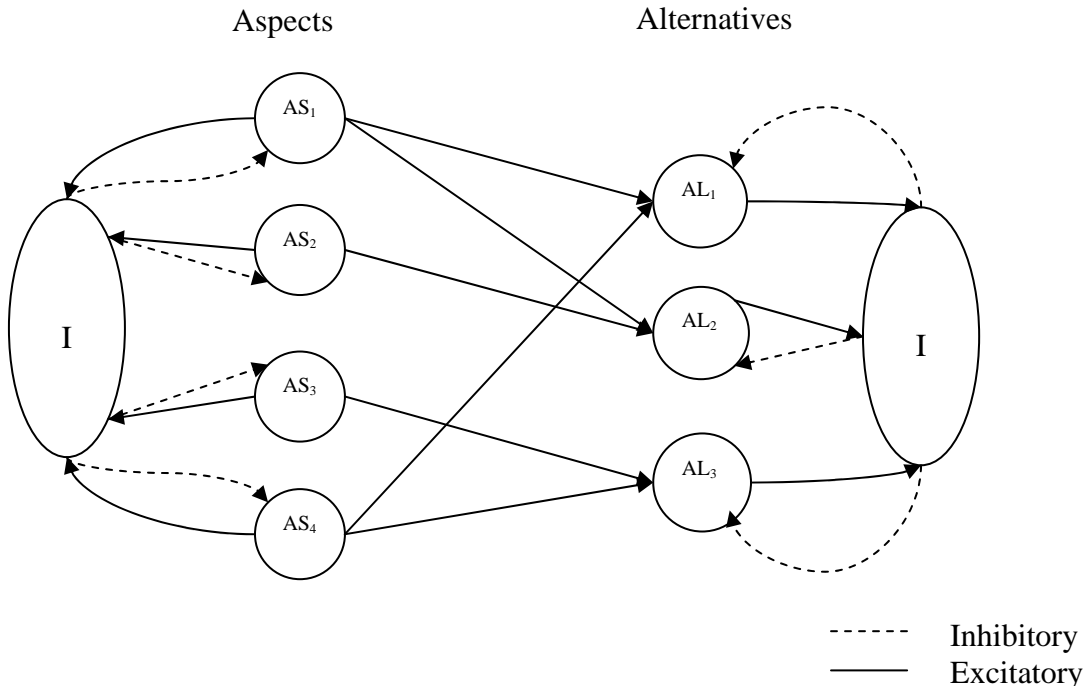 Aspects
Alternatives
AS₁
AS₂
AS₃
AS₄
I
AL₁
AL₂
AL₃
I
Inhibitory
Excitatory